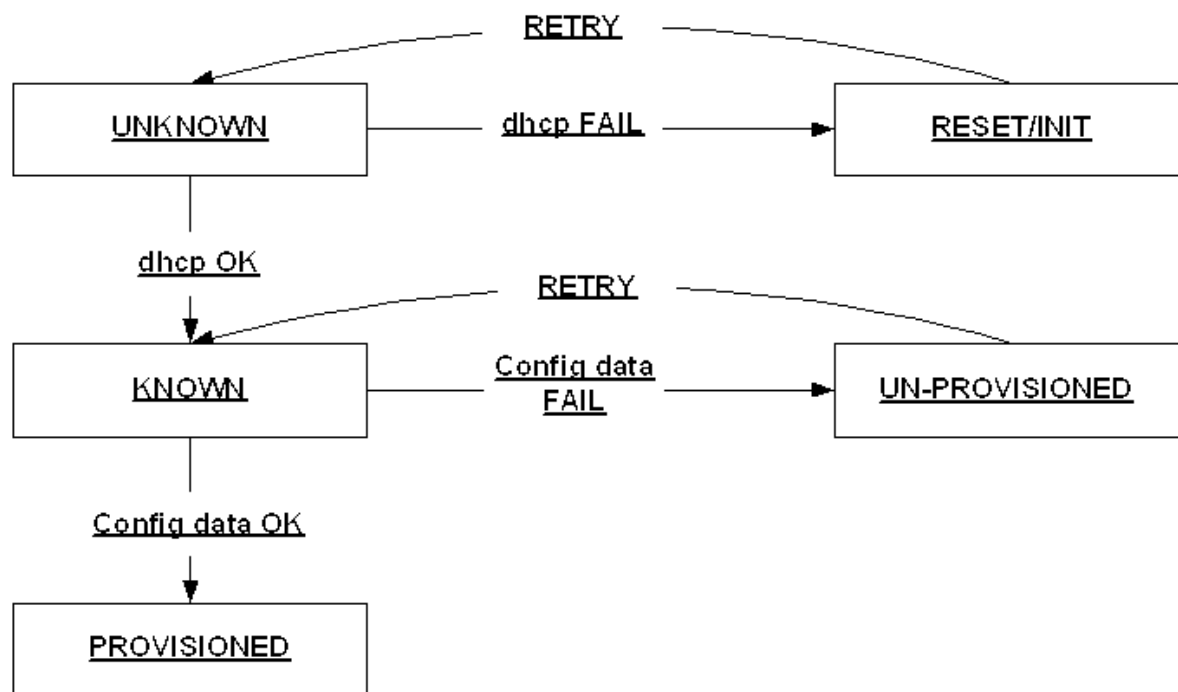 RETRY
UNKNOWN
dhcp FAIL
RESET/INIT
dhcp OK
RETRY
KNOWN
Config data
FAIL
UN-PROVISIONED
Config data OK
PROVISIONED